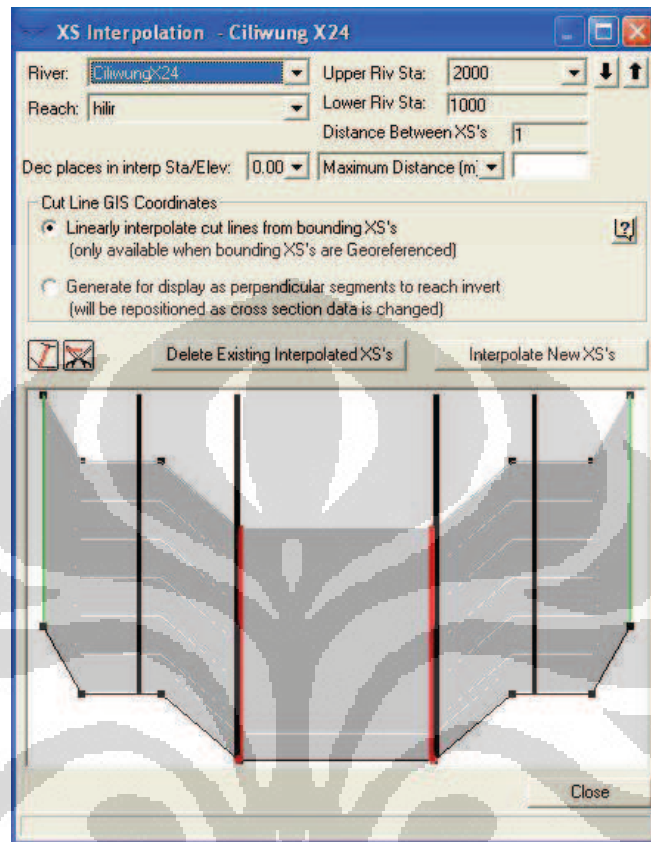 XS Interpolation - Ciliwung X24
River: CiliwungX24 Upper Riv Sta: 2000
Reach: hilir Lower Riv Sta: 1000
Distance Between XS's 1
Dec places in interp Sta/Elev: 0.00 Maximum Distance (m
Cut Line GIS Coordinates
Linearly interpolate cut lines from bounding XS's
(only available when bounding XS's are Georeferenced)
?
Generate for display as perpendicular segments to reach invert
(will be repositioned as cross section data is changed)
Delete Existing Interpolated XS's Interpolate New XS's
Close